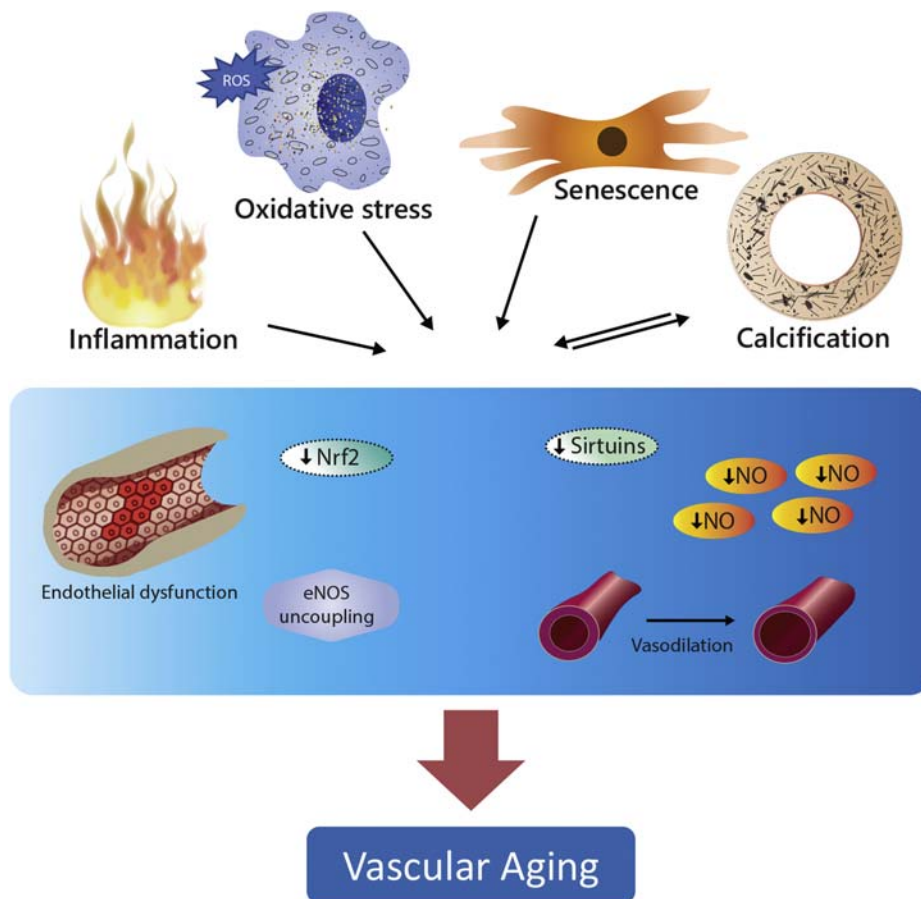 ROS
Oxidative stress
Senescence
Inflammation
Calcification
↓ Nrf2
↓ Sirtuins
↓NO
↓NO
↓NO
↓NO
Endothelial dysfunction
eNOS
uncoupling
Vasodilation
Vascular Aging